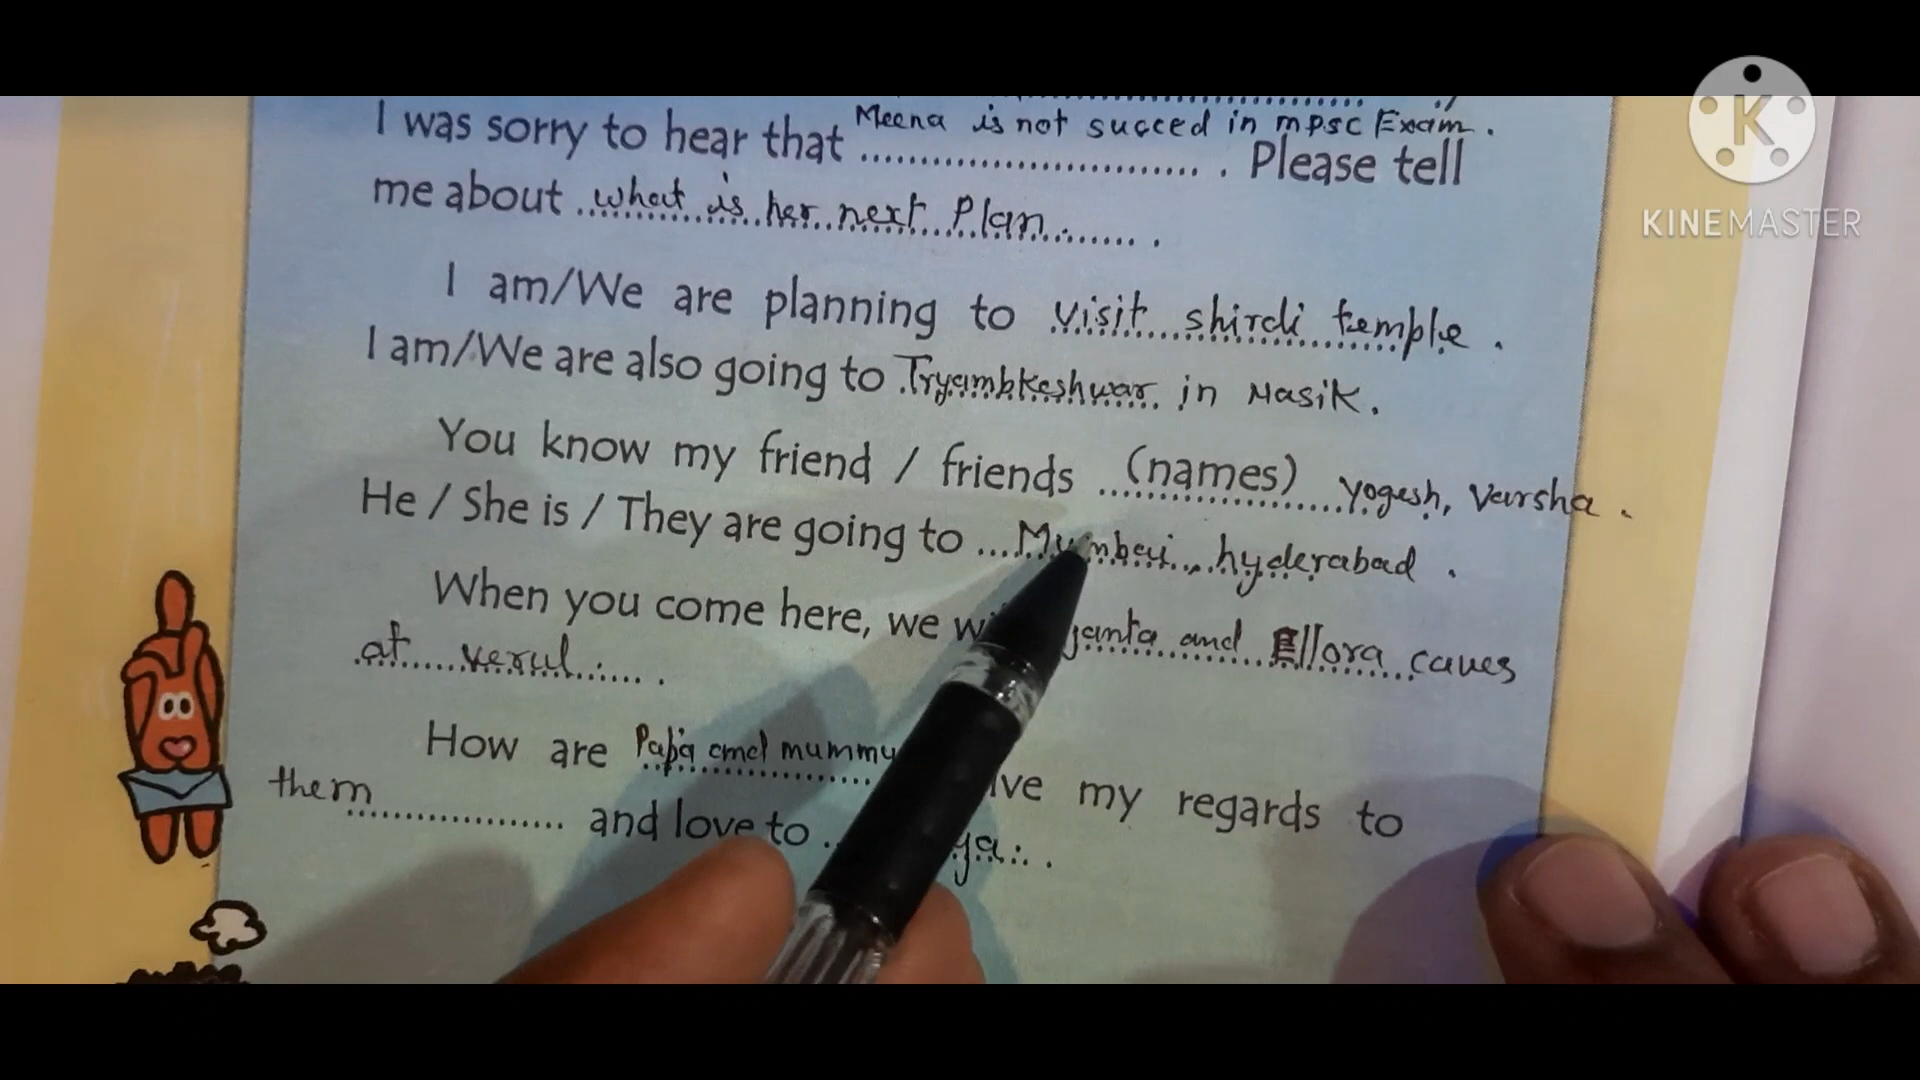 I was sorry to hear that Meena is not succed in mpsc Exam. Please tell
me about what is her next Plan.
I am/We are planning to visit shirdi temple.
I am/We are also going to Tryambkeshwar in Nasik.
You know my friend / friends (names) Yogesh, Varsha.
He / She is / They are going to Mumbai, hyderabad.
When you come here, we and Ellora caves
at verul.
How are Papa and mummy my regards to
them and love to
KINEMASTER